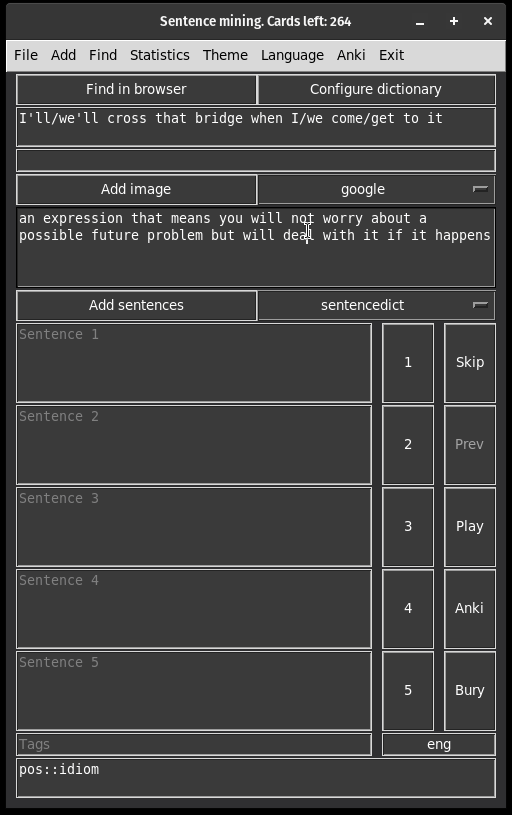 Sentence mining. Cards left: 264
File Add Find Statistics Theme Language Anki Exit
Find in browser Configure dictionary
I'll/we'll cross that bridge when I/we come/get to it
Add image google
an expression that means you will not worry about a
possible future problem but will deal with it if it happens
Add sentences sentencedict
Sentence 1 1 Skip
Sentence 2 2 Prev
Sentence 3 3 Play
Sentence 4 4 Anki
Sentence 5 5 Bury
Tags eng
pos::idiom